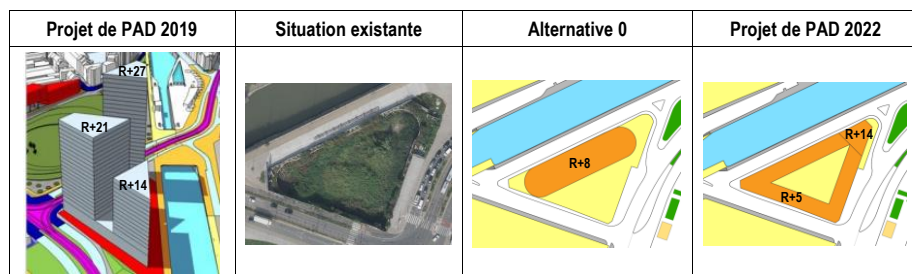 Projet de PAD 2019
Situation existante
Alternative 0
Projet de PAD 2022
R+27
R+21
R+14
R+8
R+14
R+5